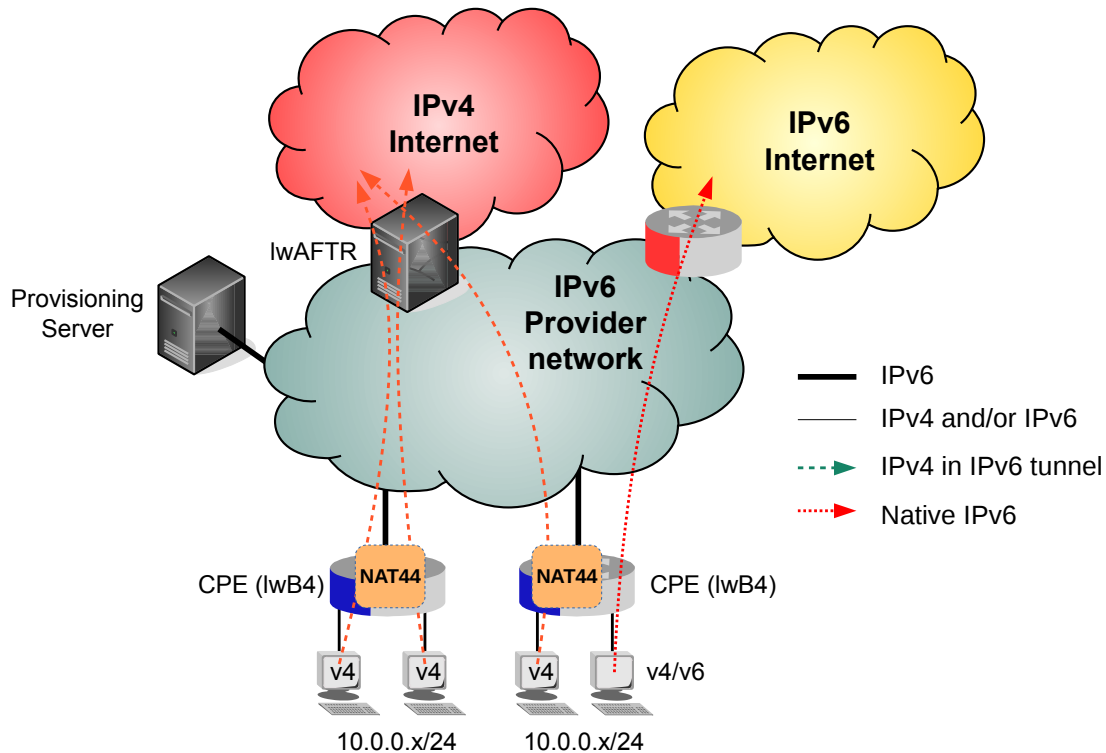 IPv4
Internet
IPv6
Internet
lwAFTR
Provisioning
Server
IPv6
Provider
network
IPv6
IPv4 and/or IPv6
IPv4 in IPv6 tunnel
Native IPv6
CPE (lwB4)
NAT44
NAT44
CPE (lwB4)
v4
v4
v4
v4/v6
10.0.0.x/24
10.0.0.x/24